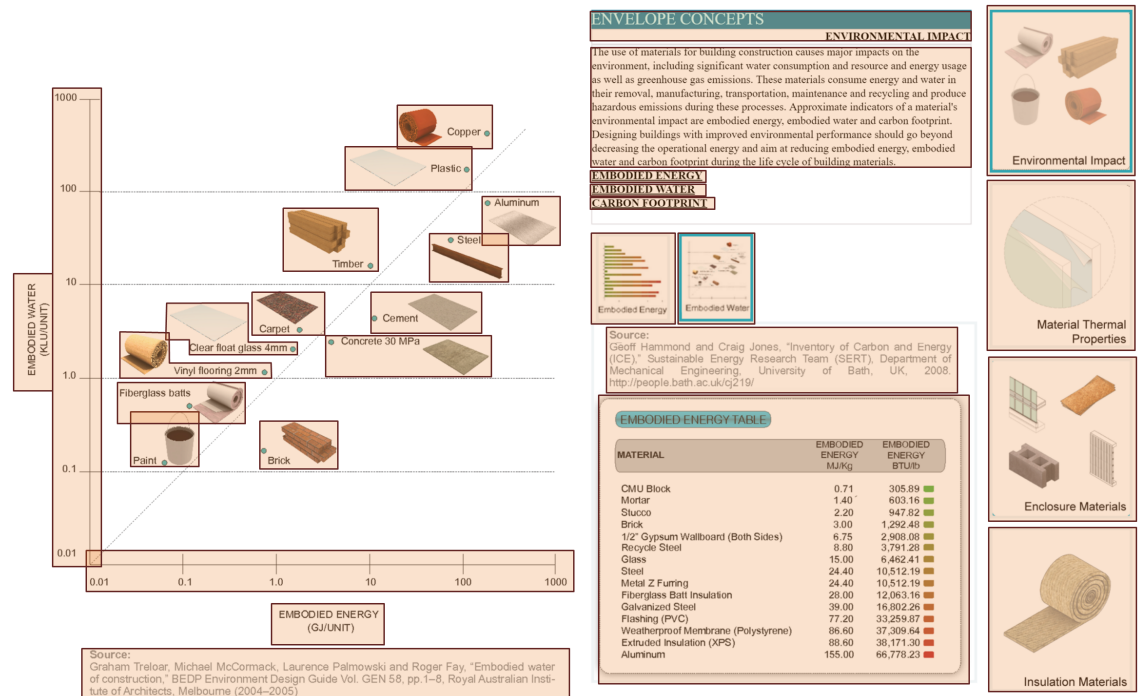 1000
100
10
1.0
0.1
0.01
EMBODIED WATER
(KLU/UNIT)
Copper
Plastic
Aluminum
Steel
Timber
Carpet
Cement
Clear float glass 4mm
Concrete 30 MPa
Vinyl flooring 2mm
Fiberglass batts
Paint
Brick
0.01
0.1
1.0
10
100
1000
EMBODIED ENERGY
(GJ/UNIT)
Source:
Graham Treloar, Michael McCormack, Laurence Palmowski and Roger Fay, “Embodied water
of construction,” BEDP Environment Design Guide Vol. GEN 58, pp.1–8, Royal Australian Insti-
tute of Architects, Melbourne (2004–2005)
ENVELOPE CONCEPTS
ENVIRONMENTAL IMPACT
The use of materials for building construction causes major impacts on the
environment, including significant water consumption and resource and energy usage
as well as greenhouse gas emissions. These materials consume energy and water in
their removal, manufacturing, transportation, maintenance and recycling and produce
hazardous emissions during these processes. Approximate indicators of a material's
environmental impact are embodied energy, embodied water and carbon footprint.
Designing buildings with improved environmental performance should go beyond
decreasing the operational energy and aim at reducing embodied energy, embodied
water and carbon footprint during the life cycle of building materials.
EMBODIED ENERGY
EMBODIED WATER
CARBON FOOTPRINT
Embodied Energy
Embodied Water
Source:
Geoff Hammond and Craig Jones, “Inventory of Carbon and Energy
(ICE),” Sustainable Energy Research Team (SERT), Department of
Mechanical Engineering, University of Bath, UK, 2008.
http://people.bath.ac.uk/cj219/
EMBODIED ENERGY TABLE
MATERIAL EMBODIED ENERGY MJ/Kg EMBODIED ENERGY BTU/lb
CMU Block 0.71 305.89
Mortar 1.40 603.16
Stucco 2.20 947.82
Brick 3.00 1,292.48
1/2” Gypsum Wallboard (Both Sides) 6.75 2,908.08
Recycle Steel 8.80 3,791.28
Glass 15.00 6,462.41
Steel 24.40 10,512.19
Metal Z Furring 24.40 10,512.19
Fiberglass Batt Insulation 28.00 12,063.16
Galvanized Steel 39.00 16,802.26
Flashing (PVC) 77.20 33,259.87
Weatherproof Membrane (Polystyrene) 86.60 37,309.64
Extruded Insulation (XPS) 88.60 38,171.30
Aluminum 155.00 66,778.23
Environmental Impact
Material Thermal
Properties
Enclosure Materials
Insulation Materials